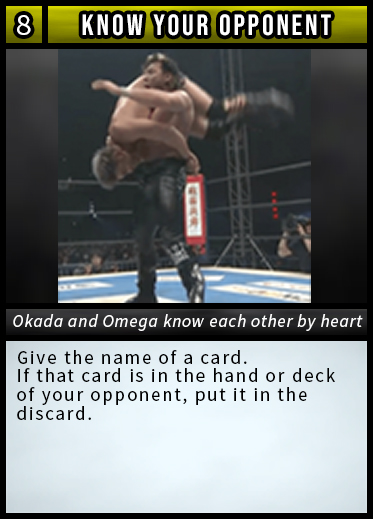 8
KNOW YOUR OPPONENT
Okada and Omega know each other by heart
Give the name of a card.
If that card is in the hand or deck
of your opponent, put it in the
discard.